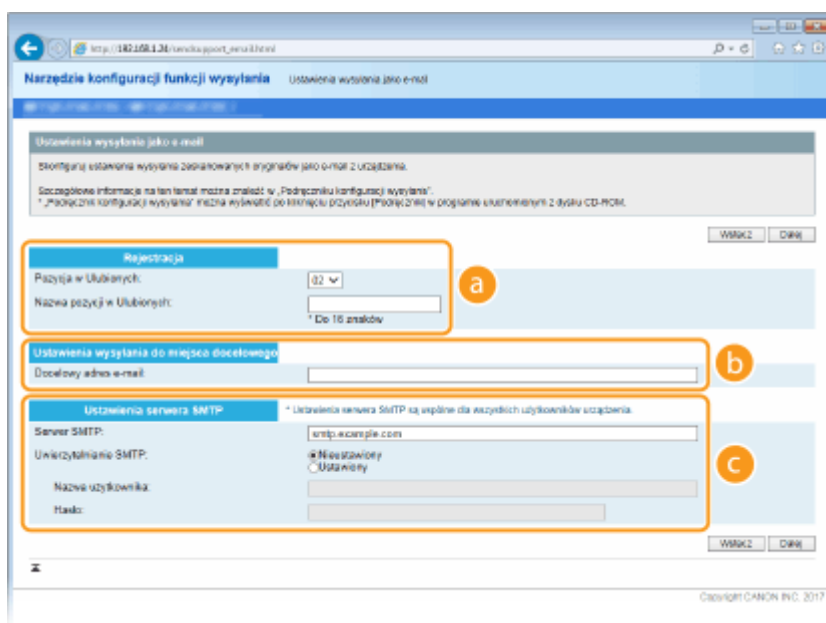 http://192.168.1.24/sendsupport_email.html
Narzędzie konfiguracji funkcji wysyłania Ustawienia wysyłania jako e-mail
Ustawienia wysyłania jako e-mail
Skonfiguruj ustawienia wysyłania zeskanowanych oryginałów jako e-mail z urządzenia.
Szczegółowe informacje na ten temat można znaleźć w „Podręczniku konfiguracji wysyłania”.
* „Podręcznik konfiguracji wysyłania” można wyświetlić po kliknięciu przycisku [Podręcznik] w programie uruchomionym z dysku CD-ROM.
Wstecz Dalej
Rejestracja
Pozycja w Ulubionych: 02
Nazwa pozycji w Ulubionych:
* Do 16 znaków
a
Ustawienia wysyłania do miejsca docelowego
Docelowy adres e-mail:
b
Ustawienia serwera SMTP * Ustawienia serwera SMTP są wspólne dla wszystkich użytkowników urządzenia.
Serwer SMTP: smtp.example.com
Uwierzytelnianie SMTP: Nieustawiony
Ustawiony
Nazwa użytkownika:
Hasło:
c
Wstecz Dalej
Copyright CANON INC. 2017